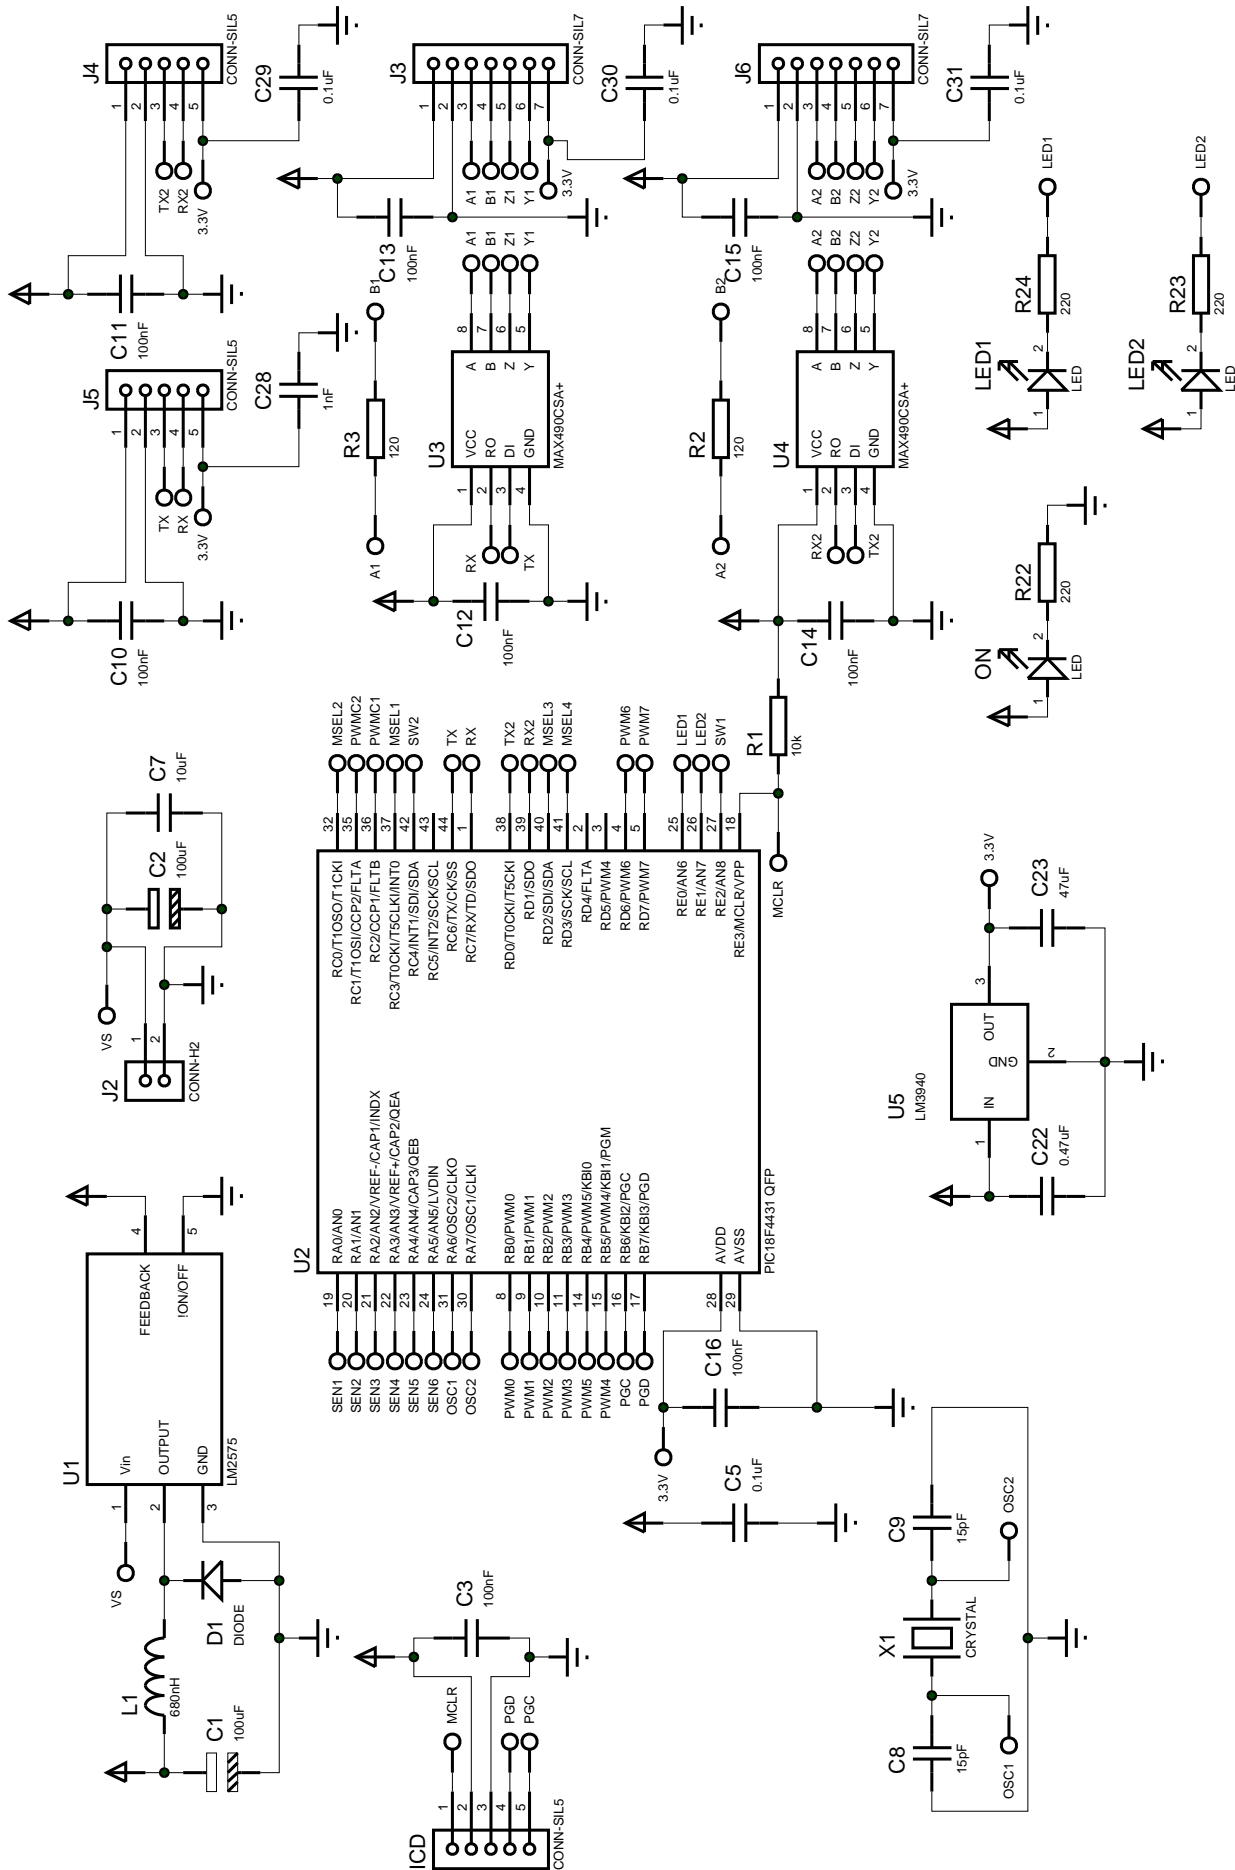 U1
LM2575
VS
1
Vin
2
OUTPUT
3
GND
FEEDBACK
4
!ON/OFF
5
L1
680nH
D1
DIODE
C1
100uF
J2
CONN-H2
1
2
VS
C2
100uF
C7
10uF
C10
100nF
J5
CONN-SIL5
1
2
3
4
5
TX
RX
3.3V
C28
1nF
C11
100nF
J4
CONN-SIL5
1
2
3
4
5
TX2
RX2
3.3V
C29
0.1uF
ICD
CONN-SIL5
1
2
3
4
5
MCLR
PGD
PGC
C3
100nF
U2
PIC18F4431 QFP
SEN1 19 RA0/AN0
SEN2 20 RA1/AN1
SEN3 21 RA2/AN2/VREF-/CAP1/INDX
SEN4 22 RA3/AN3/VREF+/CAP2/QEA
SEN5 23 RA4/AN4/CAP3/QEB
SEN6 24 RA5/AN5/LVDIN
OSC1 31 RA6/OSC2/CLKO
OSC2 30 RA7/OSC1/CLKI
PWM0 8 RB0/PWM0
PWM1 9 RB1/PWM1
PWM2 10 RB2/PWM2
PWM3 11 RB3/PWM3
PWM5 14 RB4/PWM5/KBI0
PWM4 15 RB5/PWM4/KBI1/PGM
PGC 16 RB6/KBI2/PGC
PGD 17 RB7/KBI3/PGD
28 AVDD
29 AVSS
RC0/T1OSO/T1CKI 32 MSEL2
RC1/T1OSI/CCP2/FLTA 35 PWMC2
RC2/CCP1/FLTB 36 PWMC1
RC3/T0CKI/T5CLKI/INT0 37 MSEL1
RC4/INT1/SDI/SDA 42 SW2
RC5/INT2/SCK/SCL 43
RC6/TX/CK/SS 44 TX
RC7/RX/TD/SDO 1 RX
RD0/T0CKI/T5CKI 38 TX2
RD1/SDO 39 RX2
RD2/SDI/SDA 40 MSEL3
RD3/SCK/SCL 41 MSEL4
RD4/FLTA 2
RD5/PWM4 3
RD6/PWM6 4 PWM6
RD7/PWM7 5 PWM7
RE0/AN6 25 LED1
RE1/AN7 26 LED2
RE2/AN8 27 SW1
RE3/MCLR/VPP 18
MCLR
R1
10k
C16
100nF
3.3V
C5
0.1uF
A1
R3
120
B1
U3
MAX490CSA+
1 VCC
2 RO
3 DI
4 GND
A 8
B 7
Z 6
Y 5
RX
TX
A1
B1
Z1
Y1
C12
100nF
C13
100nF
J3
CONN-SIL7
1
2
3
4
5
6
7
A1
B1
Z1
Y1
3.3V
C30
0.1uF
A2
R2
120
B2
U4
MAX490CSA+
1 VCC
2 RO
3 DI
4 GND
A 8
B 7
Z 6
Y 5
RX2
TX2
A2
B2
Z2
Y2
C14
100nF
C15
100nF
J6
CONN-SIL7
1
2
3
4
5
6
7
A2
B2
Z2
Y2
3.3V
C31
0.1uF
C8
15pF
X1
CRYSTAL
C9
15pF
OSC1
OSC2
U5
LM3940
1
IN
OUT
3
GND
2
C22
0.47uF
C23
47uF
3.3V
ON
LED
1
2
R22
220
LED1
LED
1
2
R24
220
LED1
LED2
LED
1
2
R23
220
LED2